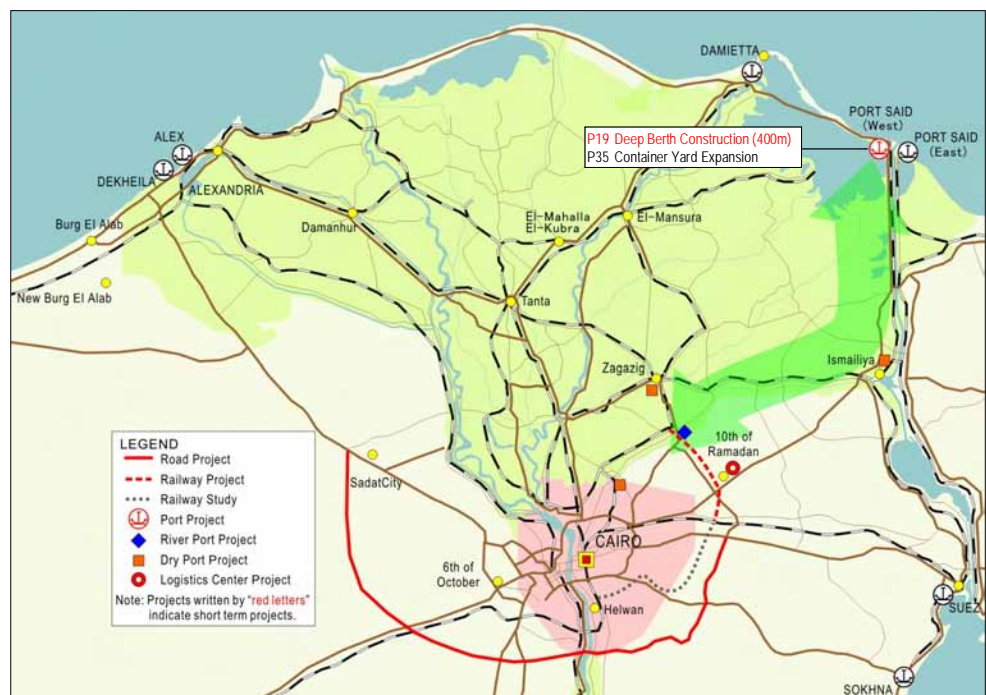 DAMIETTA
PORT SAID
(West)
PORT SAID
(East)
P19 Deep Berth Construction (400m)
P35 Container Yard Expansion
ALEX
DEKHEILA
ALEXANDRIA
Burg El Alab
New Burg El Alab
Damanhur
El-Mahalla
El-Kubra
El-Mansura
Tanta
Zagazig
Ismailiya
10th of
Ramadan
SadatCity
CAIRO
6th of
October
Helwan
SUEZ
SOKHNA
LEGEND
Road Project
Railway Project
Railway Study
Port Project
River Port Project
Dry Port Project
Logistics Center Project
Note: Projects written by "red letters"
indicate short term projects.